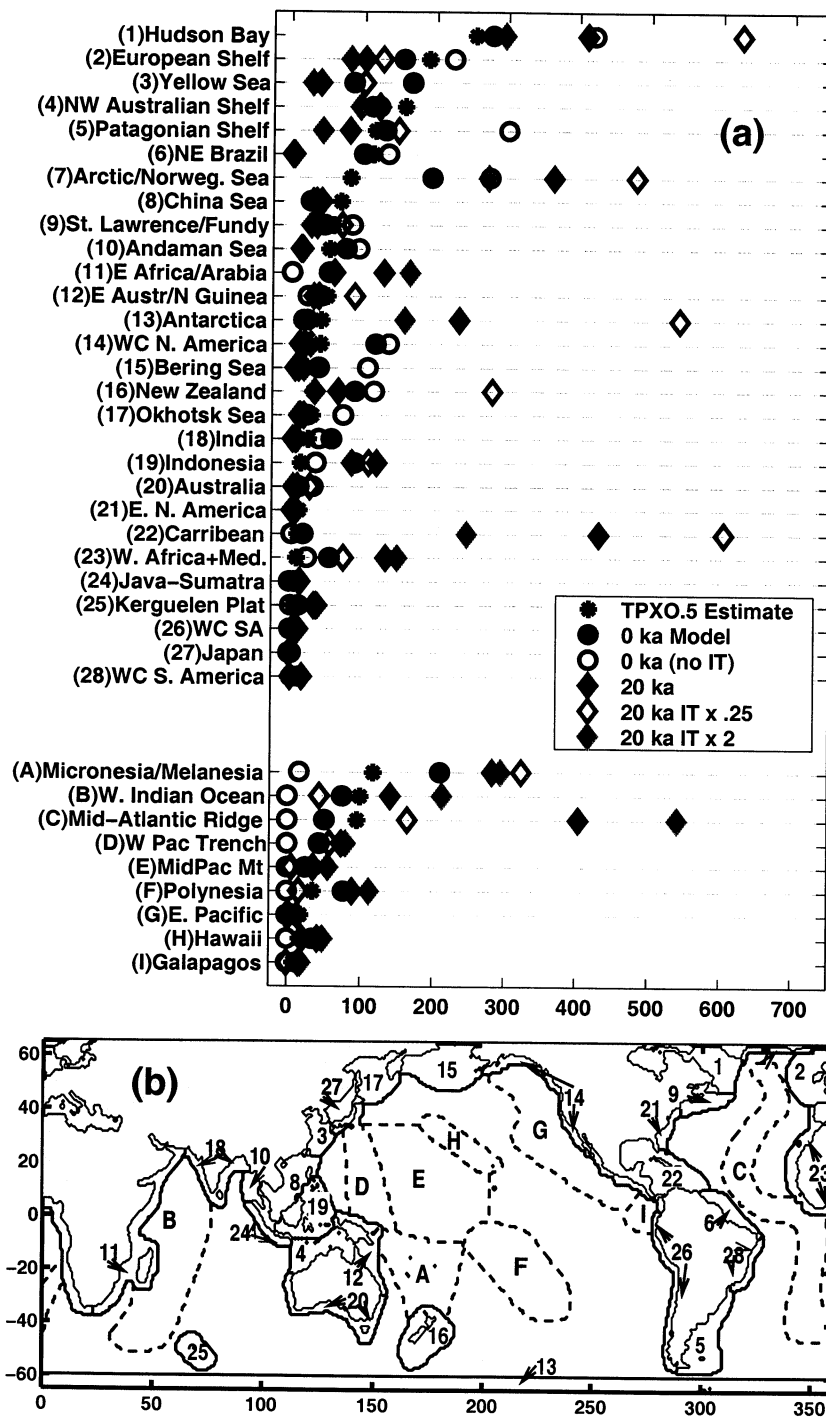 (1)Hudson Bay
(2)European Shelf
(3)Yellow Sea
(4)NW Australian Shelf
(5)Patagonian Shelf
(a)
(6)NE Brazil
(7)Arctic/Norweg. Sea
(8)China Sea
(9)St. Lawrence/Fundy
(10)Andaman Sea
(11)E Africa/Arabia
(12)E Austr/N Guinea
(13)Antarctica
(14)WC N. America
(15)Bering Sea
(16)New Zealand
(17)Okhotsk Sea
(18)India
(19)Indonesia
(20)Australia
(21)E. N. America
(22)Carribean
(23)W. Africa+Med.
(24)Java−Sumatra
(25)Kerguelen Plat
(26)WC SA
(27)Japan
(28)WC S. America
TPXO.5 Estimate
0 ka Model
0 ka (no IT)
20 ka
20 ka IT x .25
20 ka IT x 2
(A)Micronesia/Melanesia
(B)W. Indian Ocean
(C)Mid−Atlantic Ridge
(D)W Pac Trench
(E)MidPac Mt
(F)Polynesia
(G)E. Pacific
(H)Hawaii
(I)Galapagos
0 100 200 300 400 500 600 700
60 40 20 0 −20 −40 −60
(b)
27 17 15 1 2
14 9
21
3 H G
18 10
8 D E 22 C 23
19
B I 6
24 4
11 12 A F 26 28
20
16
25 5
13
0 50 100 150 200 250 300 350